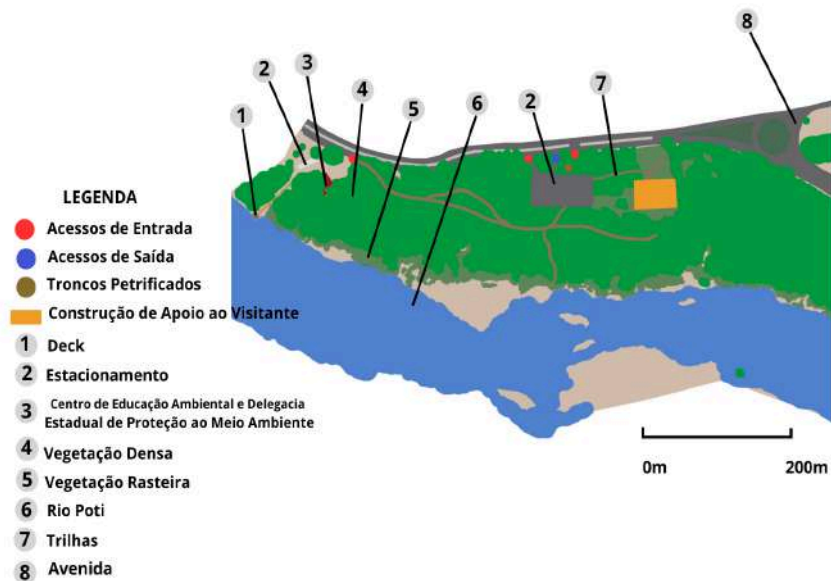 8
3
2
4
7
2
5
6
1
LEGENDA
Acessos de Entrada
Acessos de Saída
Troncos Petrificados
Construção de Apoio ao Visitante
1 Deck
2 Estacionamento
3 Centro de Educação Ambiental e Delegacia
Estadual de Proteção ao Meio Ambiente
4 Vegetação Densa
5 Vegetação Rasteira
6 Rio Poti
7 Trilhas
8 Avenida
0m 200m